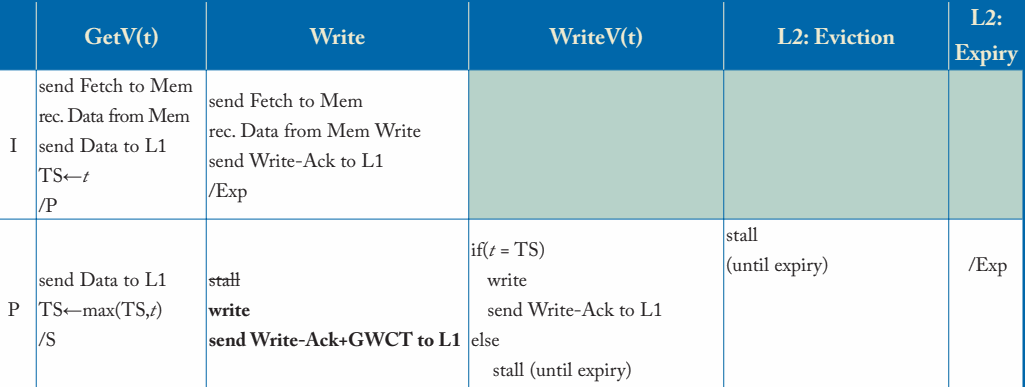 GetV(t)
Write
WriteV(t)
L2: Eviction
L2:
Expiry
I
send Fetch to Mem
rec. Data from Mem
send Data to L1
TS←t
/P
send Fetch to Mem
rec. Data from Mem Write
send Write-Ack to L1
/Exp
P
send Data to L1
TS←max(TS,t)
/S
stall
write
send Write-Ack+GWCT to L1
if(t = TS)
write
send Write-Ack to L1
else
stall (until expiry)
stall
(until expiry)
/Exp